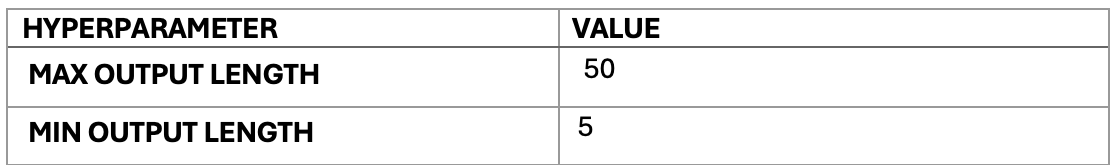 HYPERPARAMETER VALUE
MAX OUTPUT LENGTH 50
MIN OUTPUT LENGTH 5